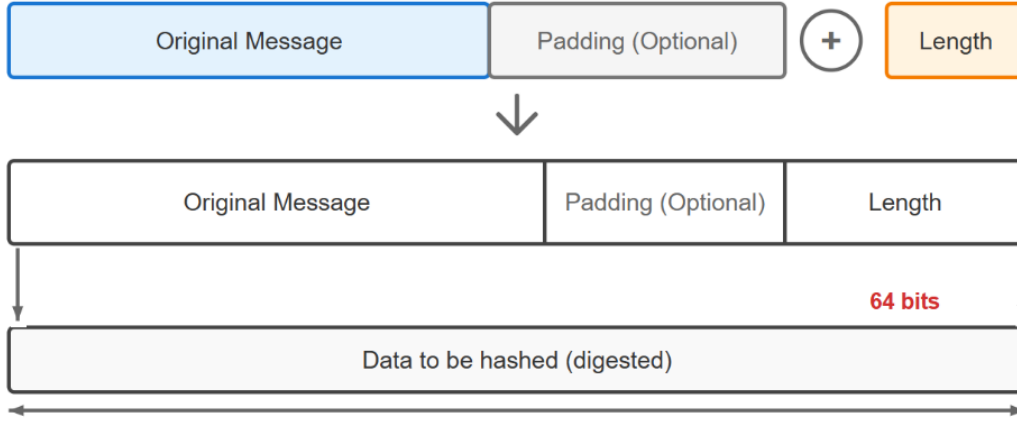 Original Message Padding (Optional) + Length
Original Message Padding (Optional) Length
64 bits
Data to be hashed (digested)